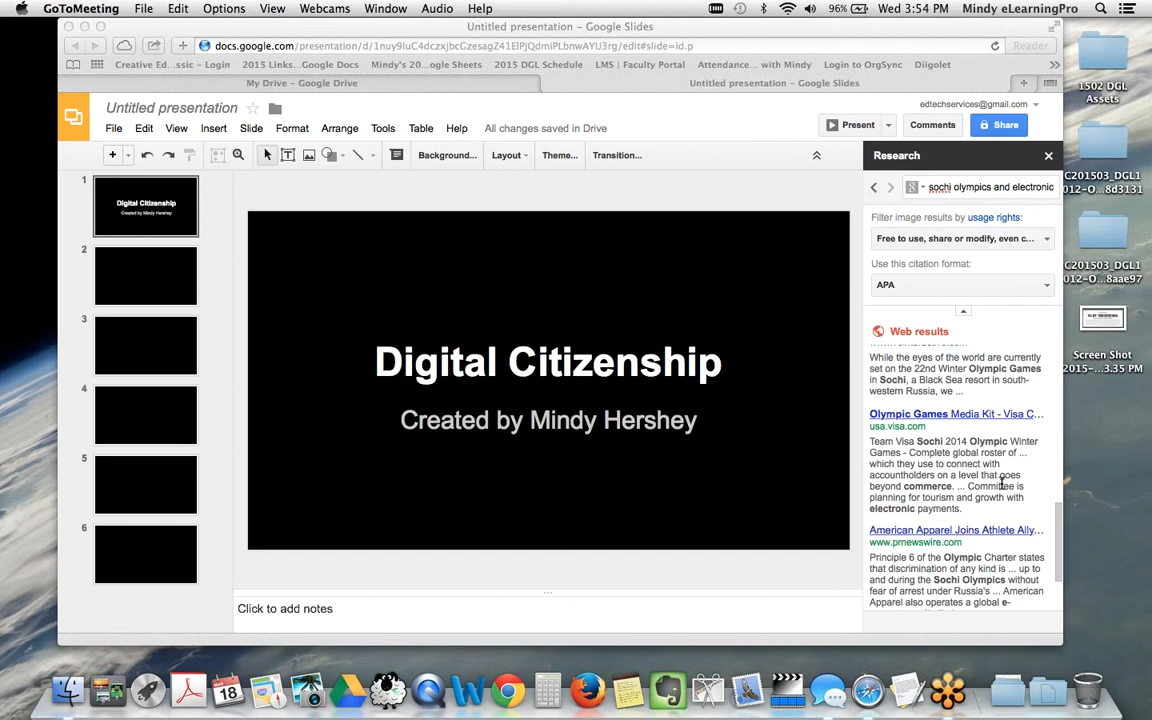 GoToMeeting File Edit Options View Webcams Window Audio Help 96% Wed 3:54 PM Mindy eLearningPro
Untitled presentation – Google Slides
docs.google.com/presentation/d/ Reader
Creative Ed...ssic – Login 2015 Links...Google Docs Mindy's 20...ogle Sheets 2015 DGL Schedule LMS | Faculty Portal Attendance... with Mindy Login to OrgSync Diigolet
My Drive – Google Drive Untitled presentation – Google Slides
Untitled presentation
edtechservices@gmail.com
File Edit View Insert Slide Format Arrange Tools Table Help All changes saved in Drive
Present Comments Share
Background... Layout Theme... Transition...
1
Digital Citizenship
Created by Mindy Hershey
2
3
4
5
6
Digital Citizenship
Created by Mindy Hershey
Click to add notes
Research
sochi olympics and electronic
Filter image results by usage rights:
Free to use, share or modify, even c...
Use this citation format:
APA
Web results
While the eyes of the world are currently
set on the 22nd Winter Olympic Games
in Sochi, a Black Sea resort in south-
western Russia, we ...
Olympic Games Media Kit - Visa C...
usa.visa.com
Team Visa Sochi 2014 Olympic Winter
Games - Complete global roster of ...
which they use to connect with
accountholders on a level that goes
beyond commerce. ... Committee is
planning for tourism and growth with
electronic payments.
American Apparel Joins Athlete Ally...
www.prnewswire.com
Principle 6 of the Olympic Charter states
that discrimination of any kind is ... up to
and during the Sochi Olympics without
fear of arrest under Russia's ... American
Apparel also operates a global e-
1502 DGL
Assets
C201503_DGL1
012-O...8d3131
C201503_DGL1
012-O...8aae97
Screen Shot
2015-...3.35 PM
18